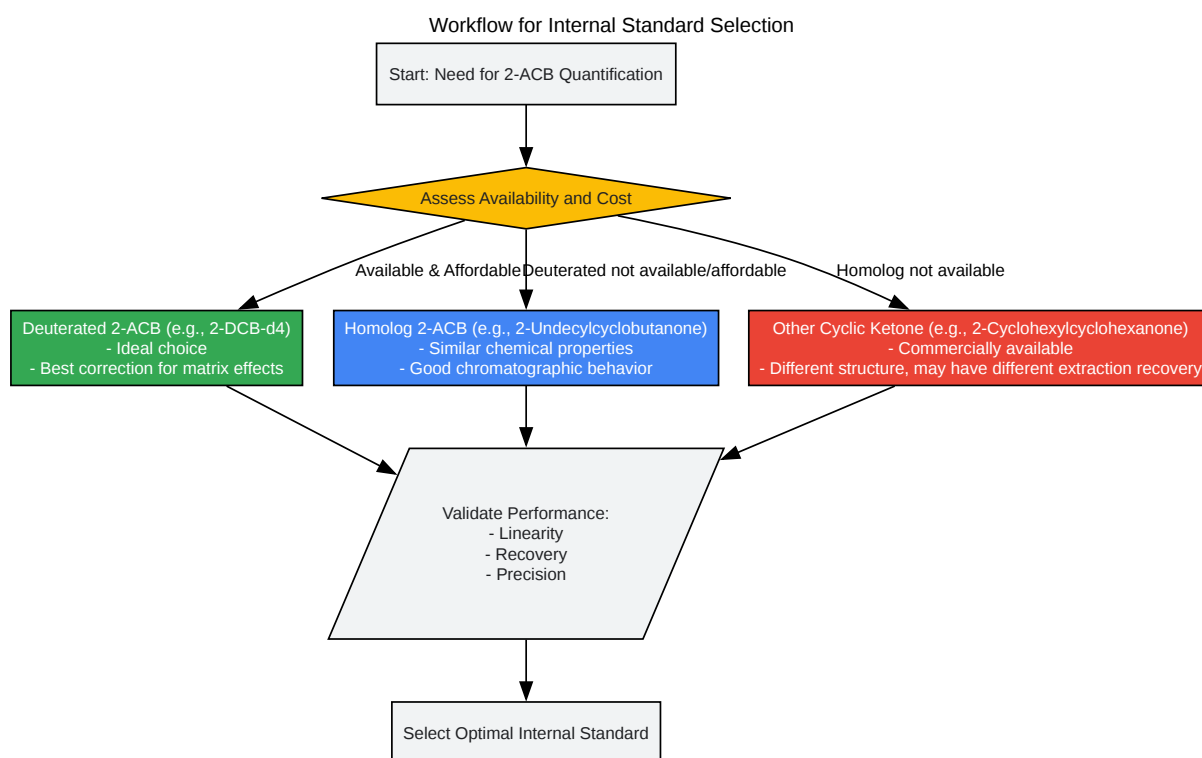 Workflow for Internal Standard Selection
Start: Need for 2-ACB Quantification
Assess Availability and Cost
Available & Affordable
Deuterated not available/affordable
Homolog not available
Deuterated 2-ACB (e.g., 2-DCB-d4)
- Ideal choice
- Best correction for matrix effects
Homolog 2-ACB (e.g., 2-Undecylcyclobutanone)
- Similar chemical properties
- Good chromatographic behavior
Other Cyclic Ketone (e.g., 2-Cyclohexylcyclohexanone)
- Commercially available
- Different structure, may have different extraction recovery
Validate Performance:
- Linearity
- Recovery
- Precision
Select Optimal Internal Standard